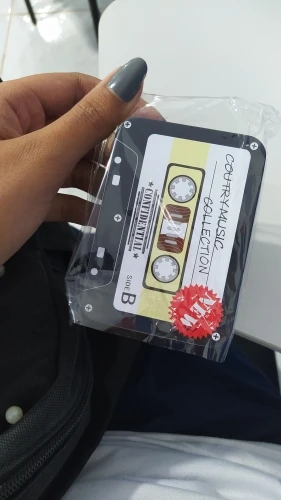 COUTRY MUSIC
COLLECTION
★ CONFIDENTIAL ★
SIDE B
NEW